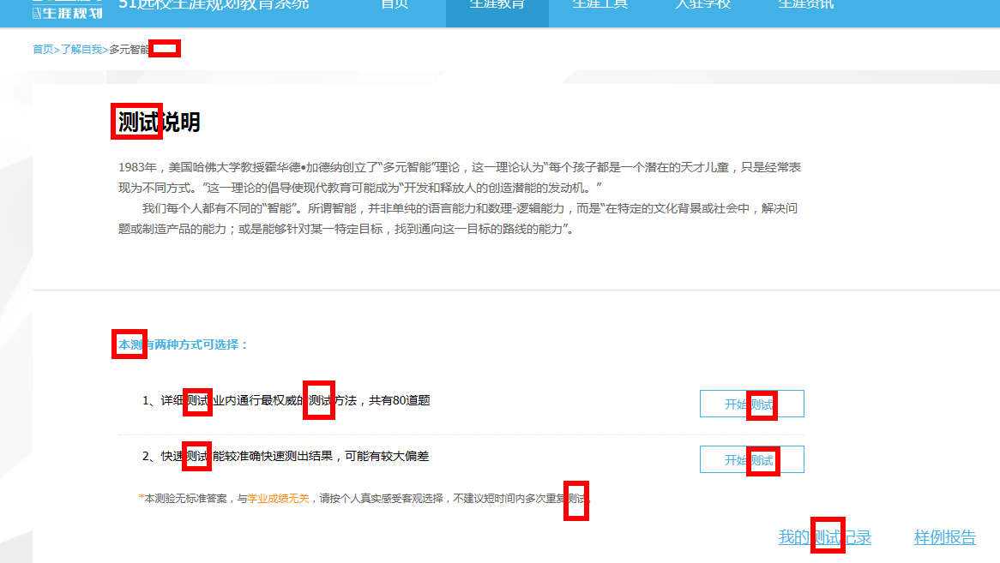 生涯规划 51选校生涯规划教育系统 首页 生涯教育 生涯工具 入驻学校 生涯资讯
首页>了解自我>多元智能
测试说明
1983年，美国哈佛大学教授霍华德•加德纳创立了“多元智能”理论，这一理论认为“每个孩子都是一个潜在的天才儿童，只是经常表
现为不同方式。”这一理论的倡导使现代教育可能成为“开发和释放人的创造潜能的发动机。”
我们每个人都有不同的“智能”。所谓智能，并非单纯的语言能力和数理-逻辑能力，而是“在特定的文化背景或社会中，解决问
题或制造产品的能力；或是能够针对某一特定目标，找到通向这一目标的路线的能力”。
本测有两种方式可选择：
1、详细测试 业内通行最权威的测试方法，共有80道题 开始测试
2、快速测试 能较准确快速测出结果，可能有较大偏差 开始测试
*本测验无标准答案，与学业成绩无关，请按个人真实感受客观选择，不建议短时间内多次重复测试。
我的测试记录 样例报告